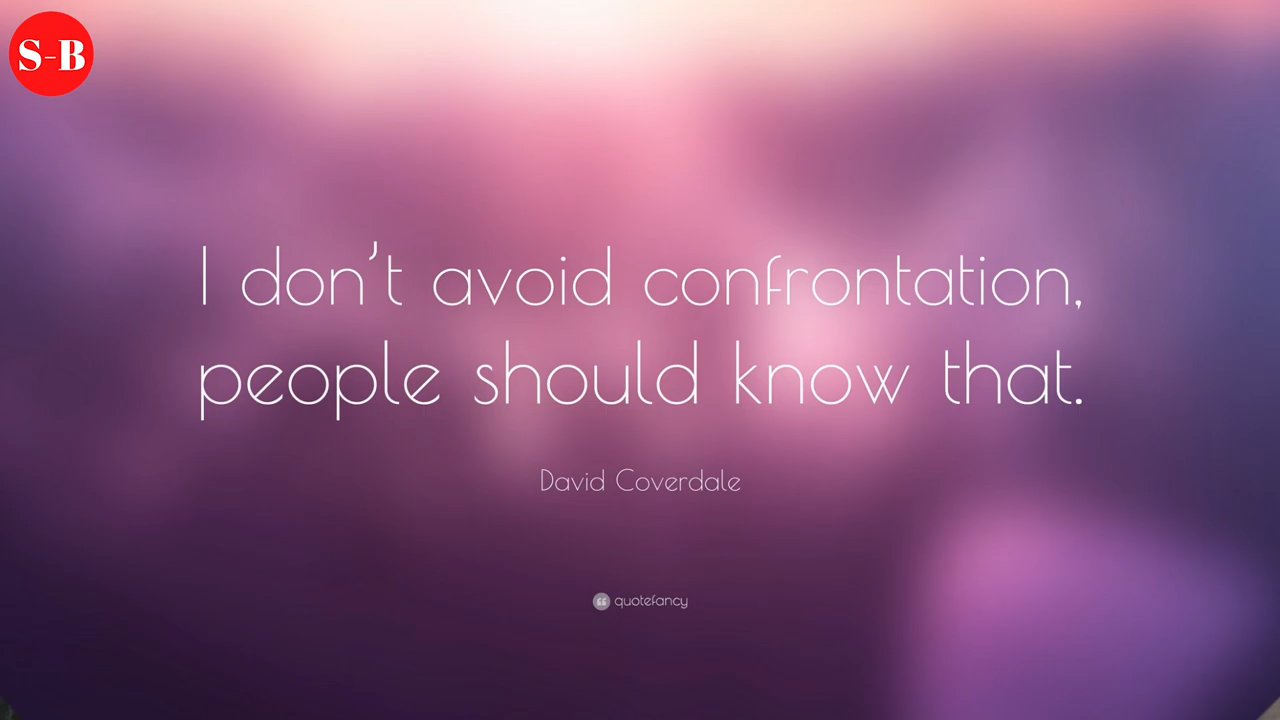 S-B
I don’t avoid confrontation,
people should know that.
David Coverdale
quotefancy